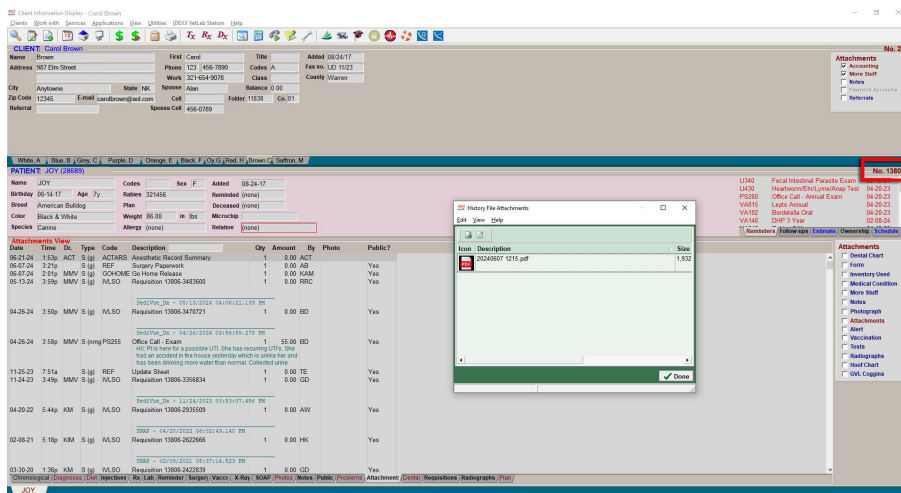 Client Information Display - Carol Brown
Clients Work with Services Applications View Utilities IDEXX VetLab Station Help
CLIENT: Carol Brown No. 2
Name Brown First Carol Title Added 08/24/17
Address 987 Elm Street Phone 123 456-7890 Codes A Fax no. UD 11/23
Work 321-654-9078 Class County Warren
City Anytowne State NK Spouse Alan Balance 0.00
Zip Code 12345 E-mail carolbrown@aol.com Cell Folder 11838 Co. 01
Referral Spouse Cell 456-0789
Attachments
Accounting
More Stuff
Notes
Payment Accounts
Referrals
White, A Blue, B Grey, C Purple, D Orange, E Black, F Oy,G Red, H Brown,C Saffron, M
PATIENT: JOY (28689) No. 1380
Name JOY Codes Sex F Added 08-24-17
Birthday 06-14-17 Age 7y Rabies 321456 Reminded (none)
Breed American Bulldog Plan Deceased (none)
Color Black & White Weight 86.00 in lbs Microchip
Species Canine Allergy (none) Relation (none)
LI340 Fecal Intestinal Parasite Exam
LI430 Heartworm/Ehr/Lyme/Anap Test 04-20-23
PS260 Office Call - Annual Exam 04-20-23
VA015 Lepto Annual 04-20-23
VA102 Bordetella Oral 04-20-23
VA146 DHP 3 Year 02-08-24
Reminders Follow-ups Estimate Ownership Schedule
Attachments View
Date Time Dr. Type Code Description Qty Amount By Photo Public?
06-21-24 1:53p ACT S (g) ACTARS Anesthetic Record Summary 1 0.00 ACT
06-07-24 3:21p S (g) REF Surgery Paperwork 1 0.00 AB Yes
06-07-24 2:01p MMV S (g) GOHOME Go Home Release 1 0.00 KAM Yes
05-13-24 3:59p MMV S (g) IVLSO Requisition 13806-3483600 1 0.00 RRC Yes
SediVue_Dx - 05/13/2024 04:06:21.139 PM
04-26-24 3:50p MMV S (g) IVLSO Requisition 13806-3470721 1 0.00 BD Yes
SediVue_Dx - 04/26/2024 03:56:59.270 PM
04-26-24 3:58p MMV S (nmg PS255 Office Call - Exam 1 55.00 BD Yes
HX: Pt is here for a possible UTI. She has recurring UTI's. She
had an accident in the house yesterday which is unlike her and
has been drinking more water than normal. Collected urine
11-25-23 7:51a S (g) REF Update Sheet 1 0.00 TE Yes
11-24-23 3:49p MMV S (g) IVLSO Requisition 13806-3356834 1 0.00 GD Yes
SediVue_Dx - 11/24/2023 03:53:07.456 PM
04-20-22 5:44p KM S (g) IVLSO Requisition 13806-2935509 1 0.00 AW Yes
SNAP - 04/20/2022 06:02:49.140 PM
02-08-21 5:18p KIM S (g) IVLSO Requisition 13806-2622666 1 0.00 HK Yes
SNAP - 02/08/2021 05:37:14.523 PM
03-30-20 1:36p KM S (g) IVLSO Requisition 13806-2422839 1 0.00 GD Yes
Attachments
Dental Chart
Form
Inventory Used
Medical Condition
More Stuff
Notes
Photograph
Attachments
Alert
Vaccination
Tests
Radiographs
Hoof Chart
GVL Coggins
History File Attachments
Edit View Help
Icon Description Size
PDF 20240607 1215.pdf 1,932
Done
Chronological Diagnoses Diet Injections Rx Lab Reminder Surgery Vaccs X-Ray SOAP Photos Notes Public Problems Attachment Dental Requisitions Radiographs Plan
JOY